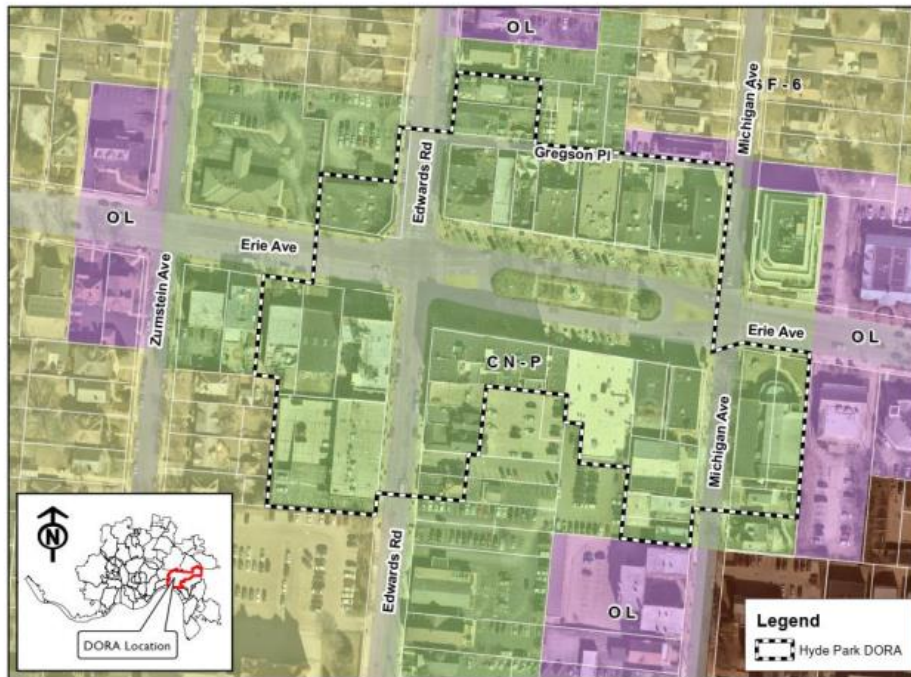 O L
Michigan Ave
Edwards Rd
Gregson Pl
O L
Erie Ave
Zumstein Ave
Erie Ave
O L
C N - P
Michigan Ave
Edwards Rd
O L
N
DORA Location
Legend
Hyde Park DORA